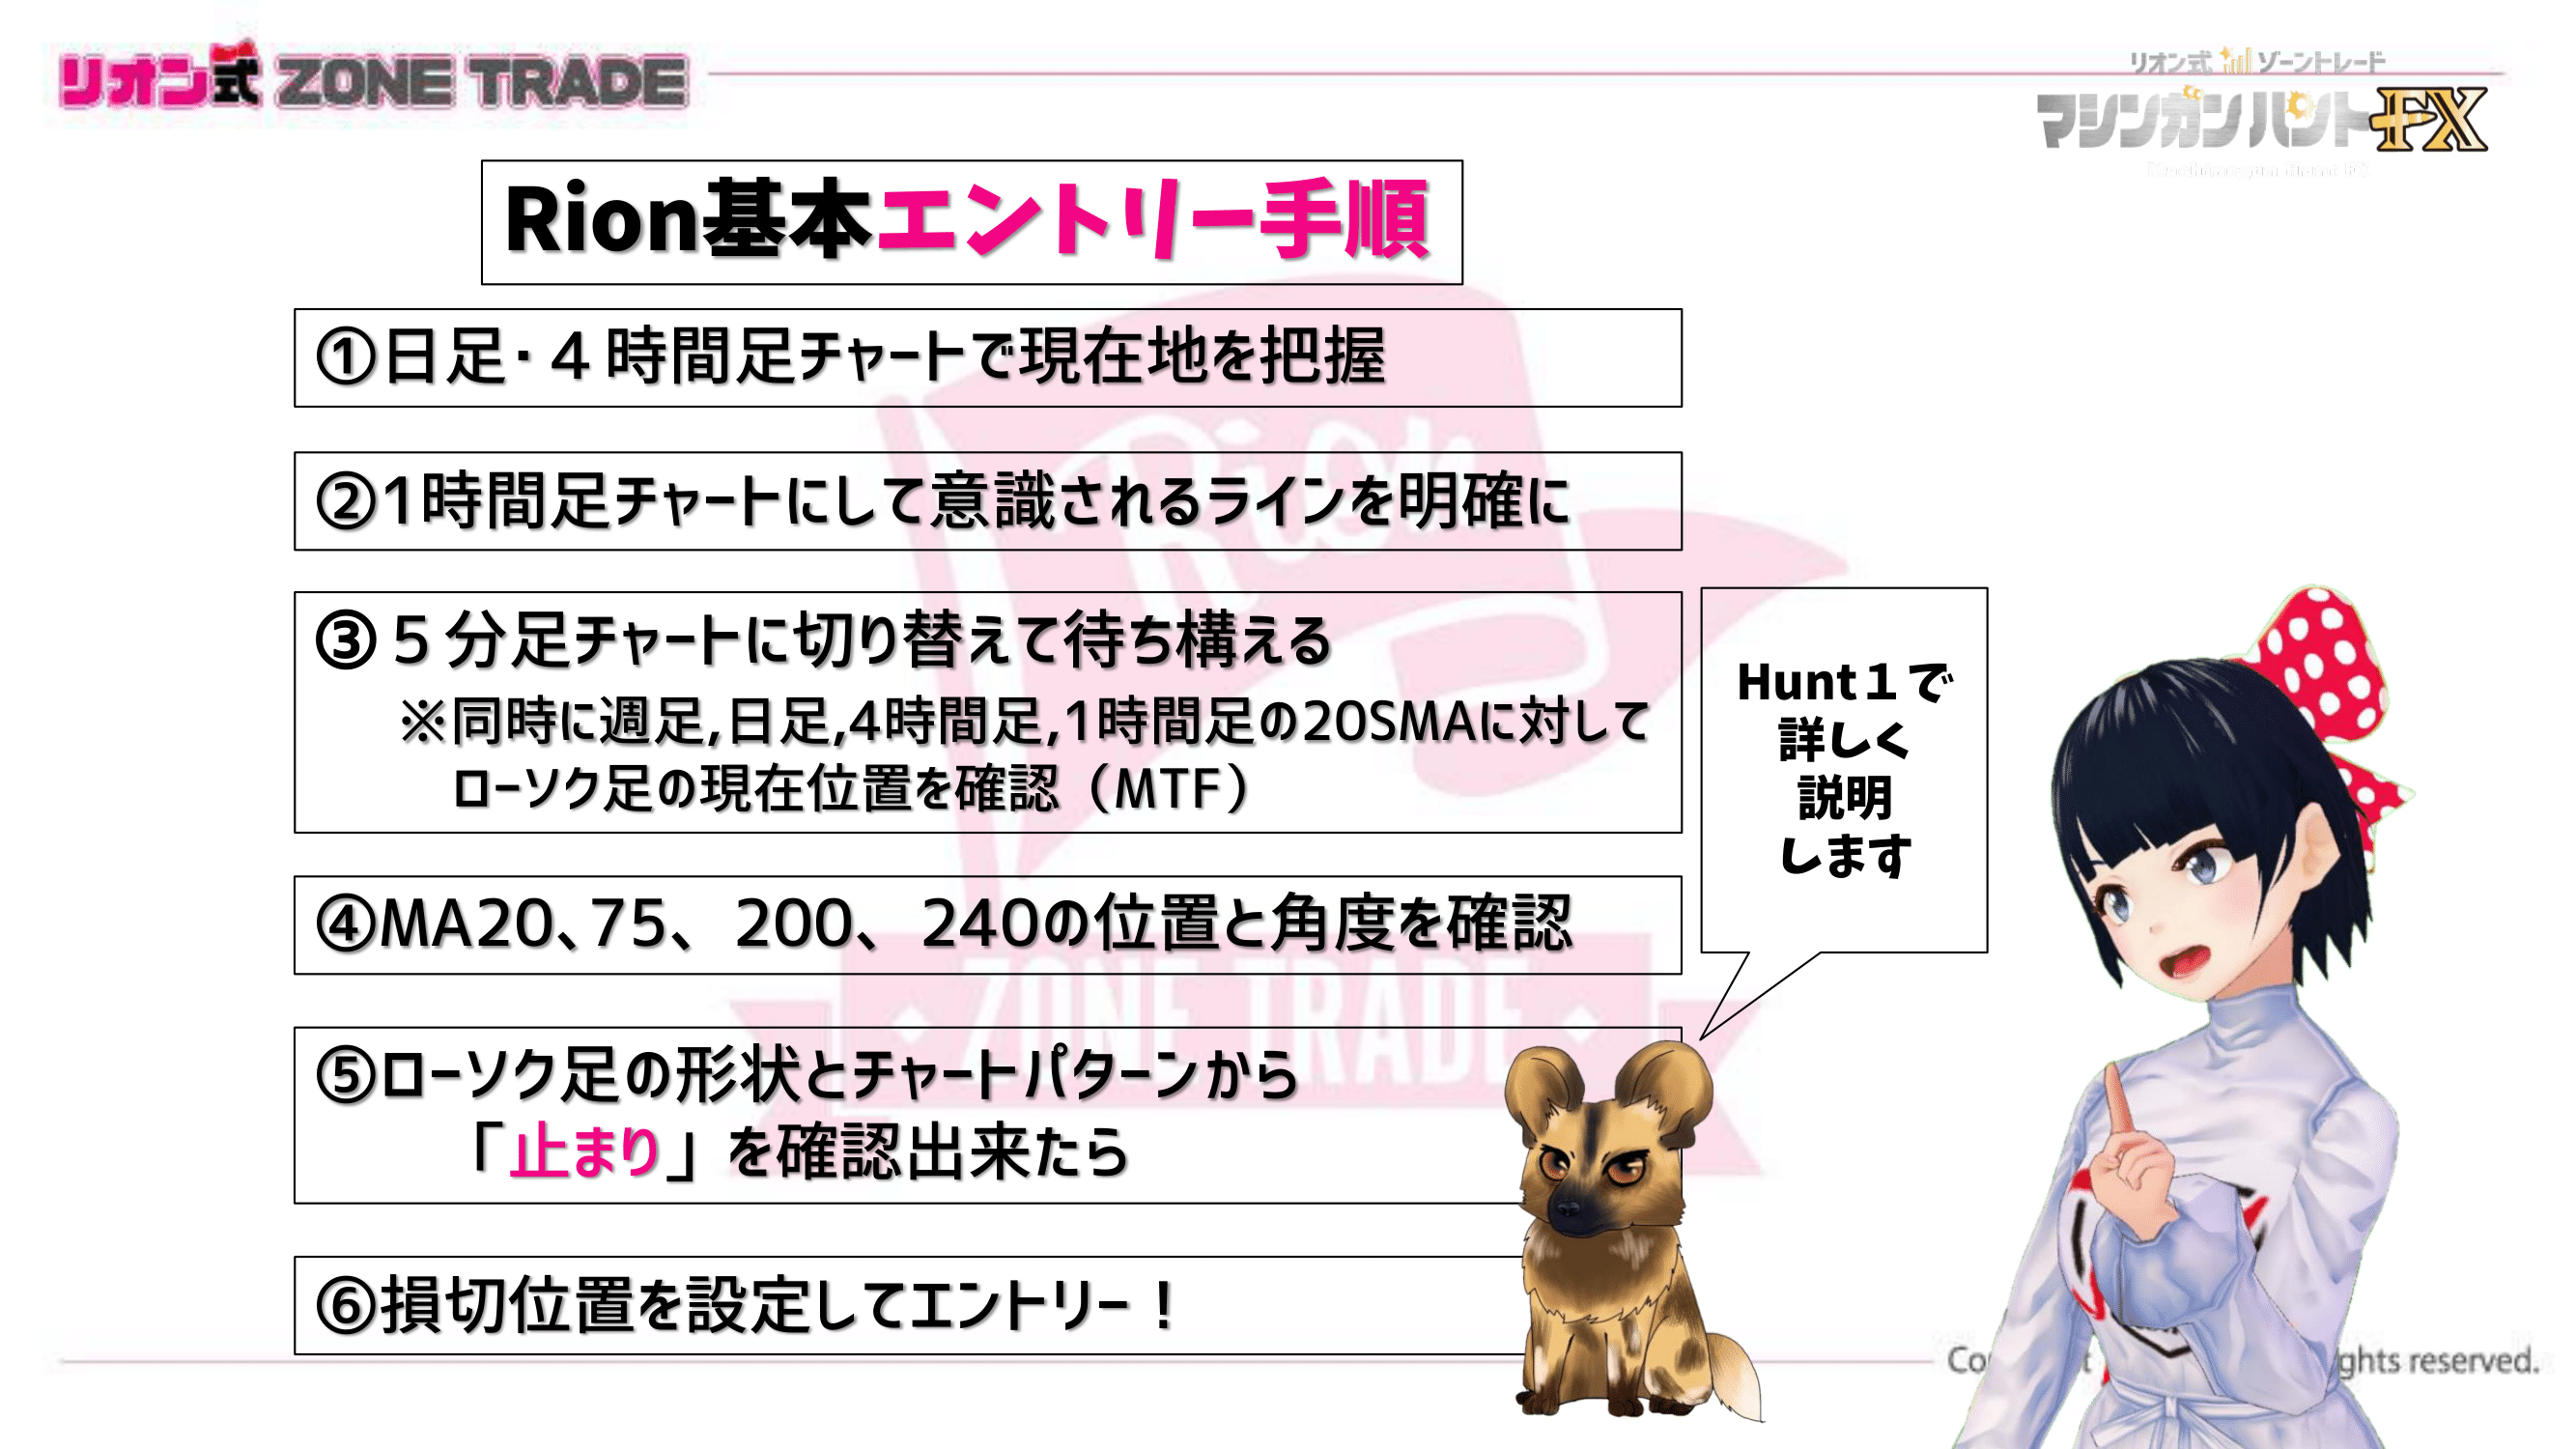 リオン式 ZONE TRADE
リオン式 ゾーントレード
マシンガンハントFX
Rion基本エントリー手順
①日足・４時間足チャートで現在地を把握
②1時間足チャートにして意識されるラインを明確に
③５分足チャートに切り替えて待ち構える
※同時に週足,日足,4時間足,1時間足の20SMAに対して
ローソク足の現在位置を確認（MTF）
Hunt１で
詳しく
説明
します
④MA20、75、200、240の位置と角度を確認
⑤ローソク足の形状とチャートパターンから
「止まり」を確認出来たら
⑥損切位置を設定してエントリー！
Rion
ZONE TRADE
reserved.